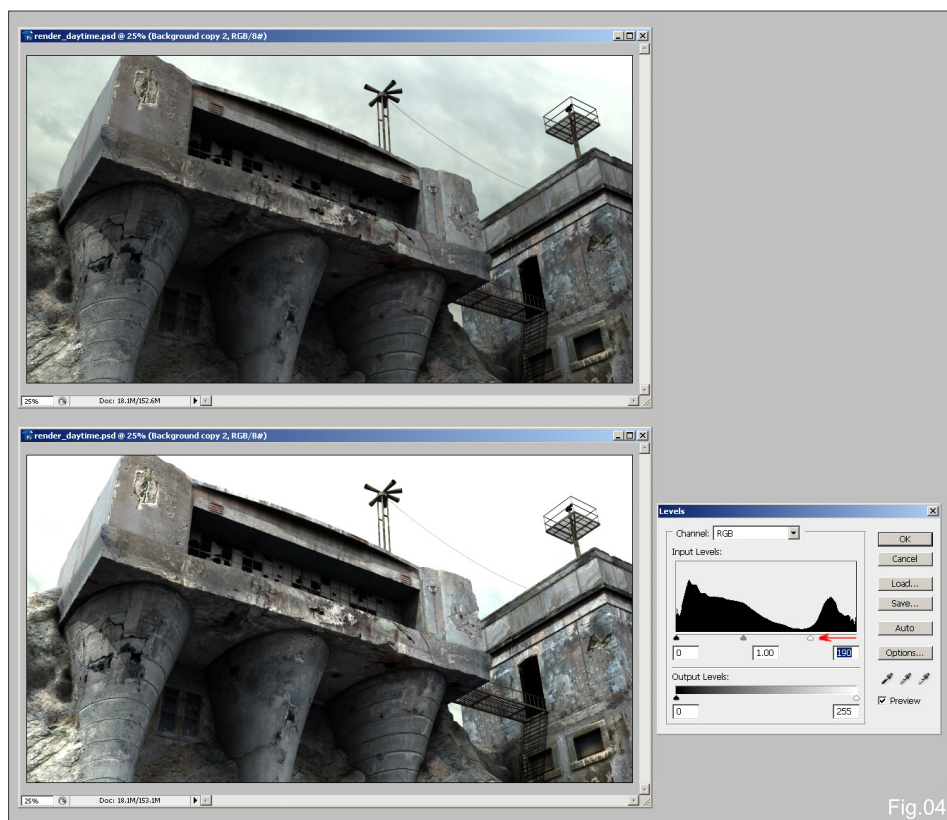 render_daytime.psd @ 25% (Background copy 2, RGB/8#)
25%
Doc: 18.1M/152.6M
render_daytime.psd @ 25% (Background copy 2, RGB/8#)
25%
Doc: 18.1M/153.1M
Levels
Channel: RGB
Input Levels:
0 1.00 190
Output Levels:
0 255
OK
Cancel
Load...
Save...
Auto
Options...
Preview
Fig.04